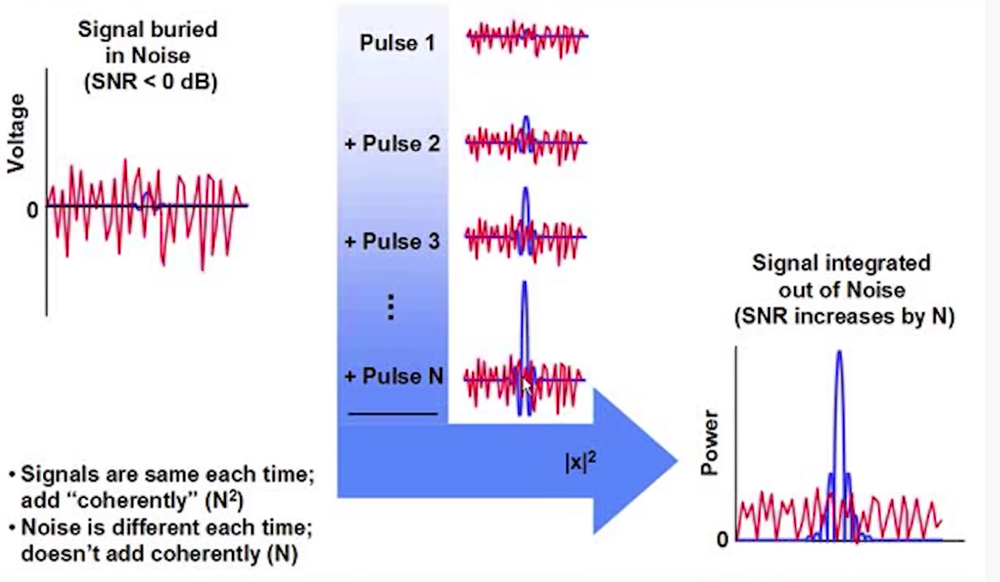 Signal buried
in Noise
(SNR < 0 dB)
Voltage
0
Pulse 1
+ Pulse 2
+ Pulse 3
⋮
+ Pulse N
|x|²
Signal integrated
out of Noise
(SNR increases by N)
Power
0
• Signals are same each time;
add “coherently” (N²)
• Noise is different each time;
doesn’t add coherently (N)